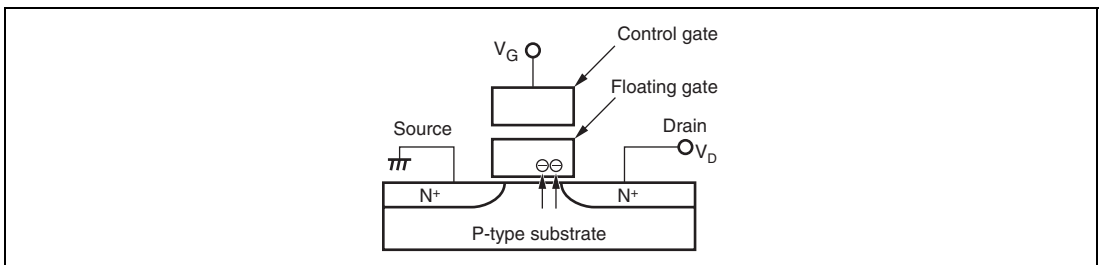 Control gate
V_G
Floating gate
Source
Drain
V_D
⊖⊖
N+
N+
P-type substrate